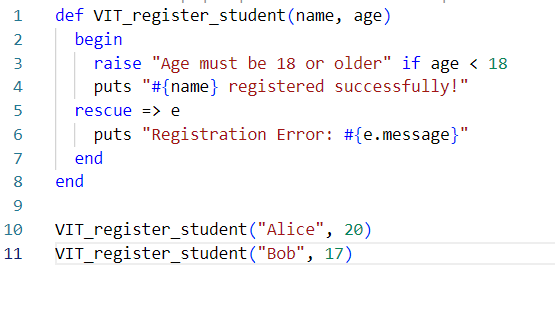 1 def VIT_register_student(name, age)
2   begin
3     raise "Age must be 18 or older" if age < 18
4     puts "#{name} registered successfully!"
5   rescue => e
6     puts "Registration Error: #{e.message}"
7   end
8 end
9
10 VIT_register_student("Alice", 20)
11 VIT_register_student("Bob", 17)